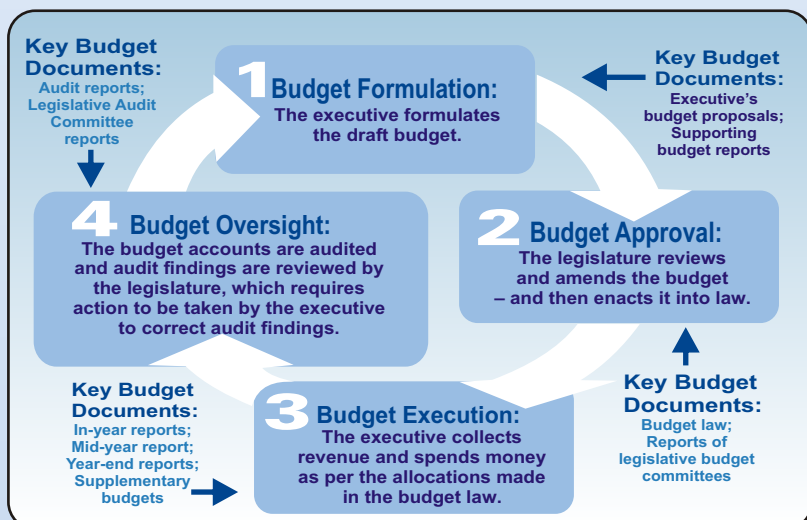 1 Budget Formulation:
The executive formulates
the draft budget.
Key Budget
Documents:
Executive's
budget proposals;
Supporting
budget reports
2 Budget Approval:
The legislature reviews
and amends the budget
– and then enacts it into law.
Key Budget
Documents:
Budget law;
Reports of
legislative budget
committees
3 Budget Execution:
The executive collects
revenue and spends money
as per the allocations made
in the budget law.
Key Budget
Documents:
In-year reports;
Mid-year report;
Year-end reports;
Supplementary
budgets
4 Budget Oversight:
The budget accounts are audited
and audit findings are reviewed by
the legislature, which requires
action to be taken by the executive
to correct audit findings.
Key Budget
Documents:
Audit reports;
Legislative Audit
Committee
reports